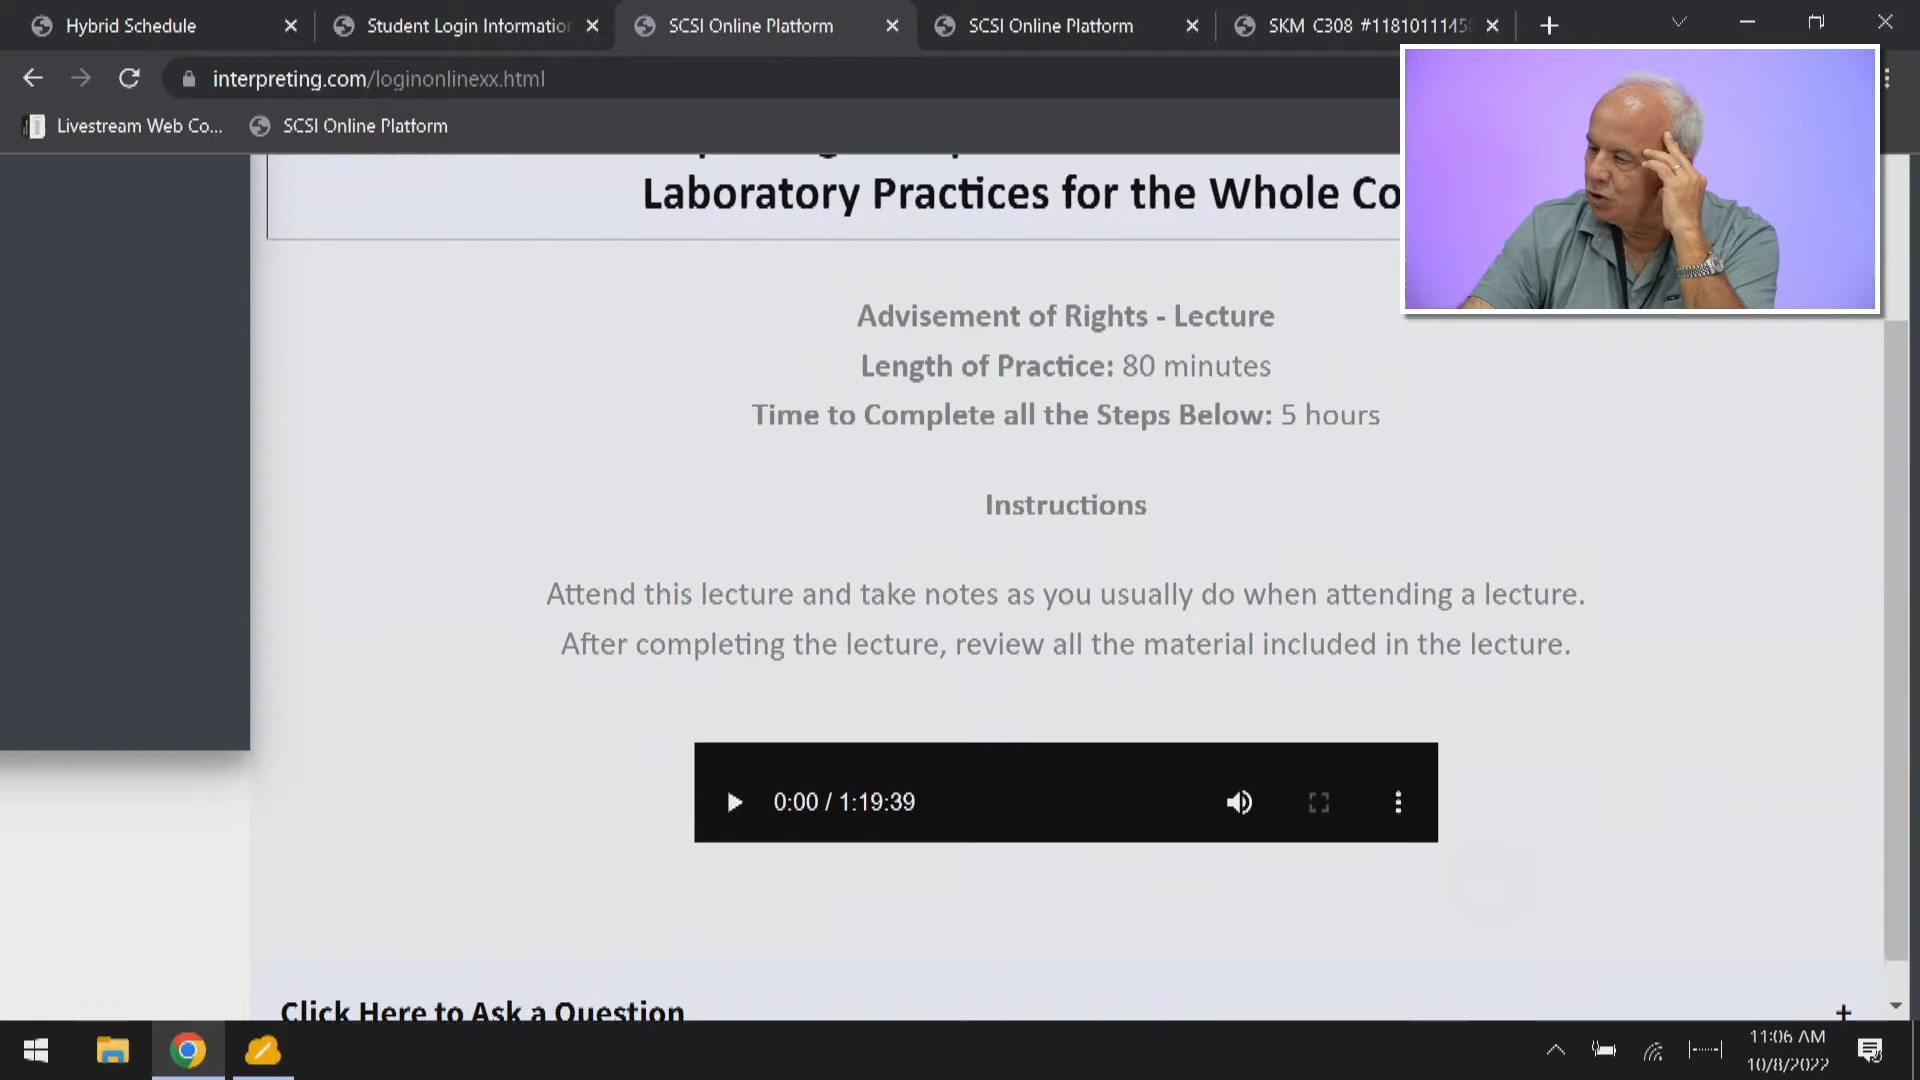 Hybrid Schedule
Student Login Information
SCSI Online Platform
SCSI Online Platform
SKM C308 #118101114
interpreting.com/loginonlinexx.html
Livestream Web Co...
SCSI Online Platform
Laboratory Practices for the Whole Co
Advisement of Rights - Lecture
Length of Practice: 80 minutes
Time to Complete all the Steps Below: 5 hours
Instructions
Attend this lecture and take notes as you usually do when attending a lecture.
After completing the lecture, review all the material included in the lecture.
0:00 / 1:19:39
Click Here to Ask a Question
11:06 AM
10/8/2022